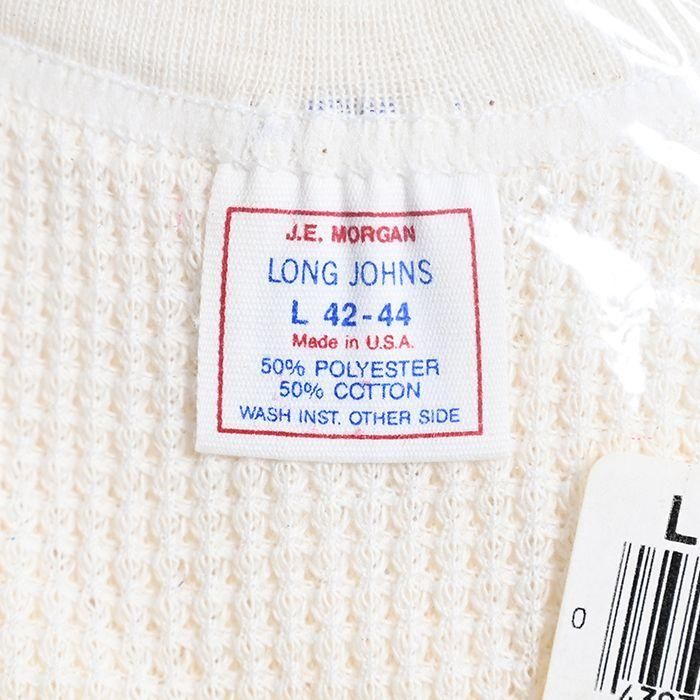 J.E. MORGAN
LONG JOHNS
L 42-44
Made in U.S.A.
50% POLYESTER
50% COTTON
WASH INST. OTHER SIDE
L
0